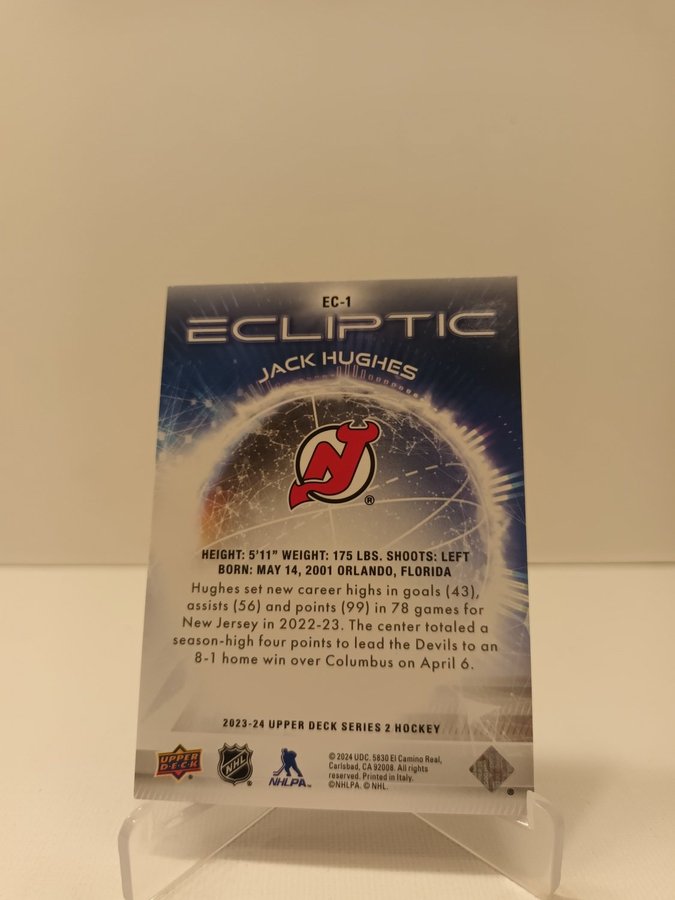 EC-1
ECLIPTIC
JACK HUGHES
NJ
®
HEIGHT: 5'11" WEIGHT: 175 LBS. SHOOTS: LEFT
BORN: MAY 14, 2001 ORLANDO, FLORIDA
Hughes set new career highs in goals (43),
assists (56) and points (99) in 78 games for
New Jersey in 2022-23. The center totaled a
season-high four points to lead the Devils to an
8-1 home win over Columbus on April 6.
2023-24 UPPER DECK SERIES 2 HOCKEY
UPPER
DECK
NHL
NHLPA™
© 2024 UDC. 5830 El Camino Real,
Carlsbad, CA 92008. All rights
reserved. Printed in Italy.
©NHLPA. © NHL.